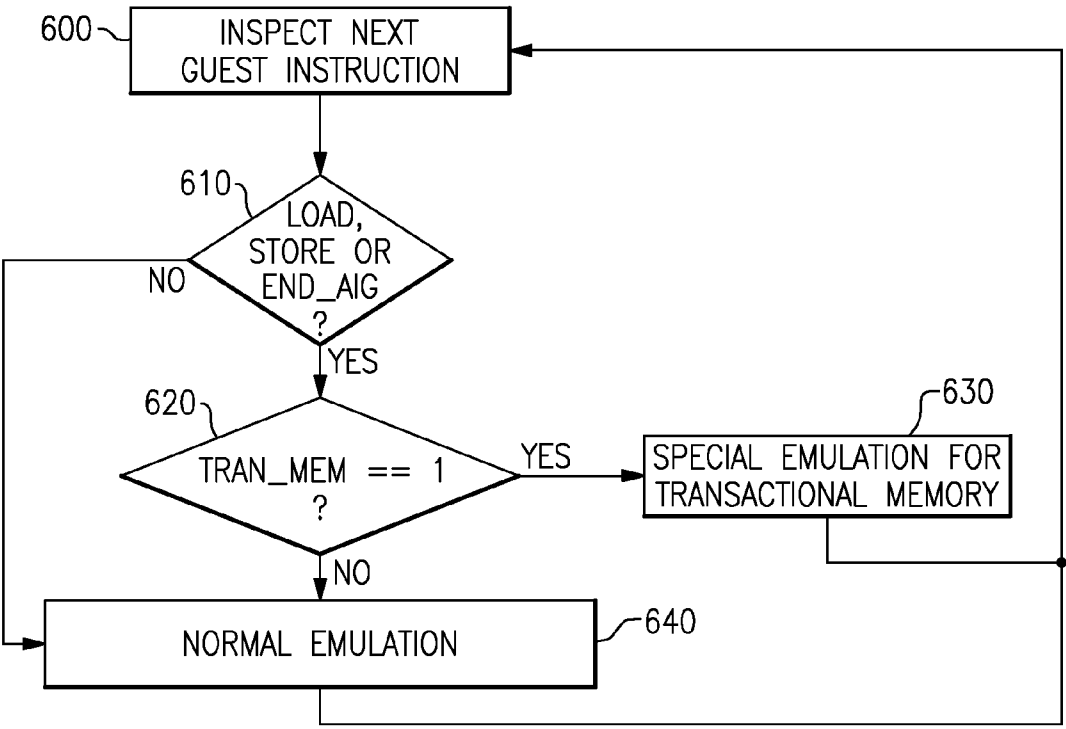 600
INSPECT NEXT
GUEST INSTRUCTION
610
LOAD,
STORE OR
END_AIG
?
NO
YES
620
TRAN_MEM == 1
?
YES
630
SPECIAL EMULATION FOR
TRANSACTIONAL MEMORY
NO
NORMAL EMULATION
640